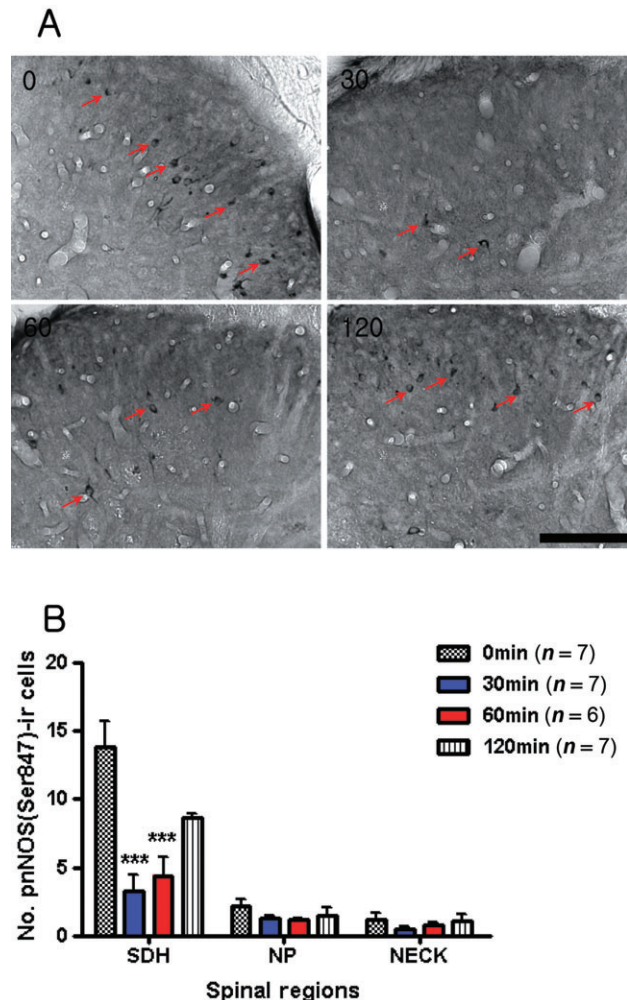 A
0
30
60
120
B
No. pnNOS(Ser847)-ir cells
20
15
10
5
0
***
***
0min (n = 7)
30min (n = 7)
60min (n = 6)
120min (n = 7)
SDH
NP
NECK
Spinal regions